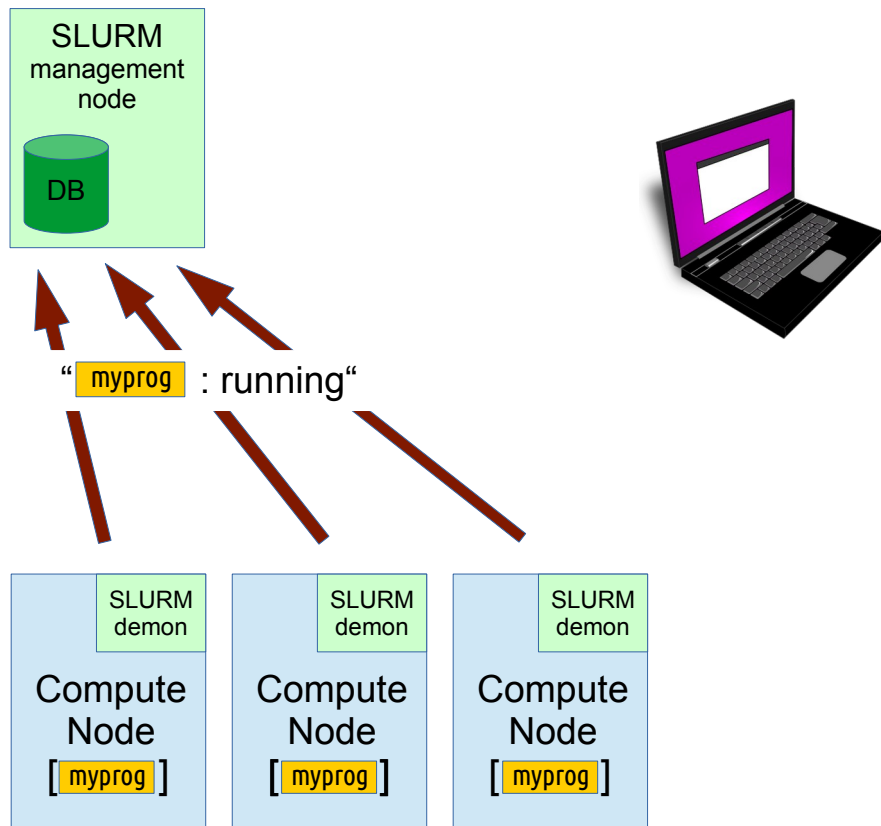 SLURM
management
node
DB
“ myprog : running“
SLURM
demon
Compute
Node
[ myprog ]
SLURM
demon
Compute
Node
[ myprog ]
SLURM
demon
Compute
Node
[ myprog ]